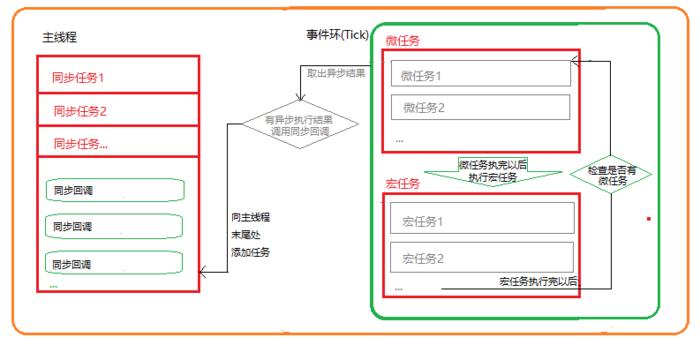 主线程
同步任务1
同步任务2
同步任务...
同步回调
同步回调
同步回调
...
向主线程
末尾处
添加任务
事件环(Tick)
取出异步结果
有异步执行结果
调用同步回调
微任务
微任务1
微任务2
...
微任务执完以后
执行宏任务
检查是否有
微任务
宏任务
宏任务1
宏任务2
...
宏任务执行完以后